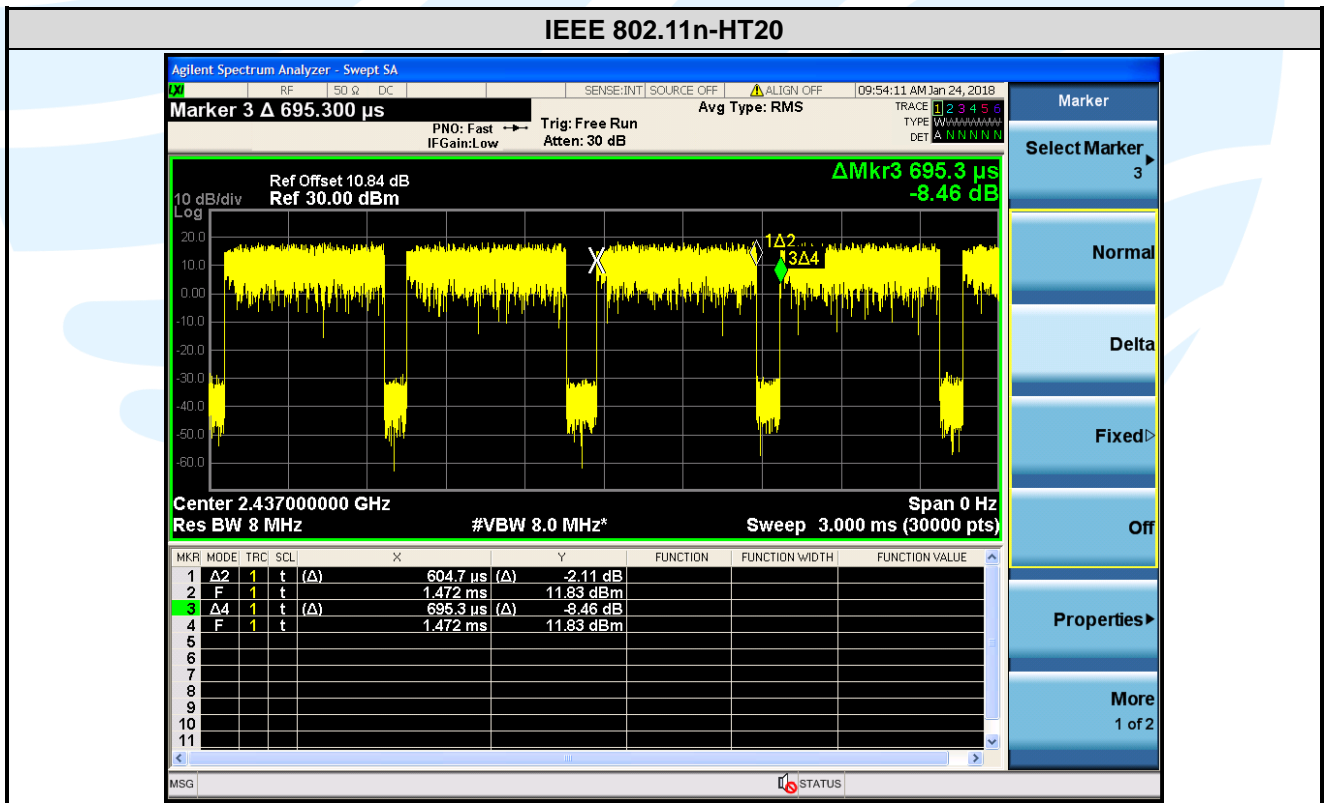 IEEE 802.11n-HT20
Agilent Spectrum Analyzer - Swept SA
LXI RF 50 Ω DC SENSE:INT SOURCE OFF ALIGN OFF 09:54:11 AM Jan 24, 2018
Marker 3 Δ 695.300 µs
PNO: Fast
IFGain:Low
Trig: Free Run
Atten: 30 dB
Avg Type: RMS
TRACE 1 2 3 4 5 6
TYPE W
DET A N N N N N
ΔMkr3 695.3 µs
-8.46 dB
Ref Offset 10.84 dB
10 dB/div Ref 30.00 dBm
Log
20.0
10.0
0.00
-10.0
-20.0
-30.0
-40.0
-50.0
-60.0
X
1Δ2
3Δ4
Center 2.437000000 GHz Span 0 Hz
Res BW 8 MHz #VBW 8.0 MHz* Sweep 3.000 ms (30000 pts)
MKR MODE TRC SCL X Y FUNCTION FUNCTION WIDTH FUNCTION VALUE
1 Δ2 1 t (Δ) 604.7 µs (Δ) -2.11 dB
2 F 1 t 1.472 ms 11.83 dBm
3 Δ4 1 t (Δ) 695.3 µs (Δ) -8.46 dB
4 F 1 t 1.472 ms 11.83 dBm
5
6
7
8
9
10
11
MSG STATUS
Marker
Select Marker
3
Normal
Delta
Fixed
Off
Properties
More
1 of 2